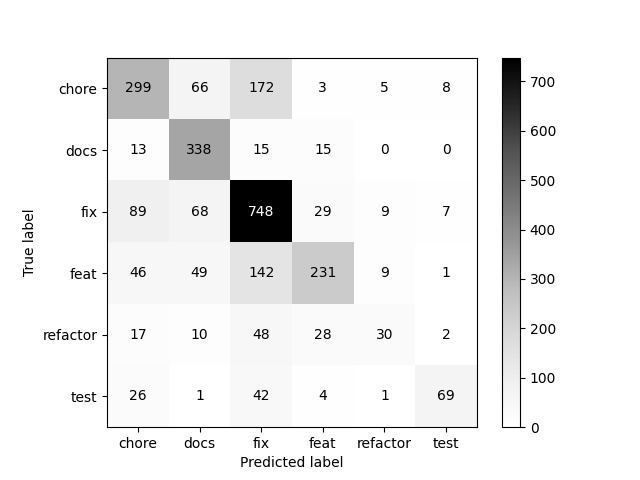 chore 299 66 172 3 5 8
docs 13 338 15 15 0 0
fix 89 68 748 29 9 7
feat 46 49 142 231 9 1
refactor 17 10 48 28 30 2
test 26 1 42 4 1 69
chore docs fix feat refactor test
Predicted label
True label
700
600
500
400
300
200
100
0